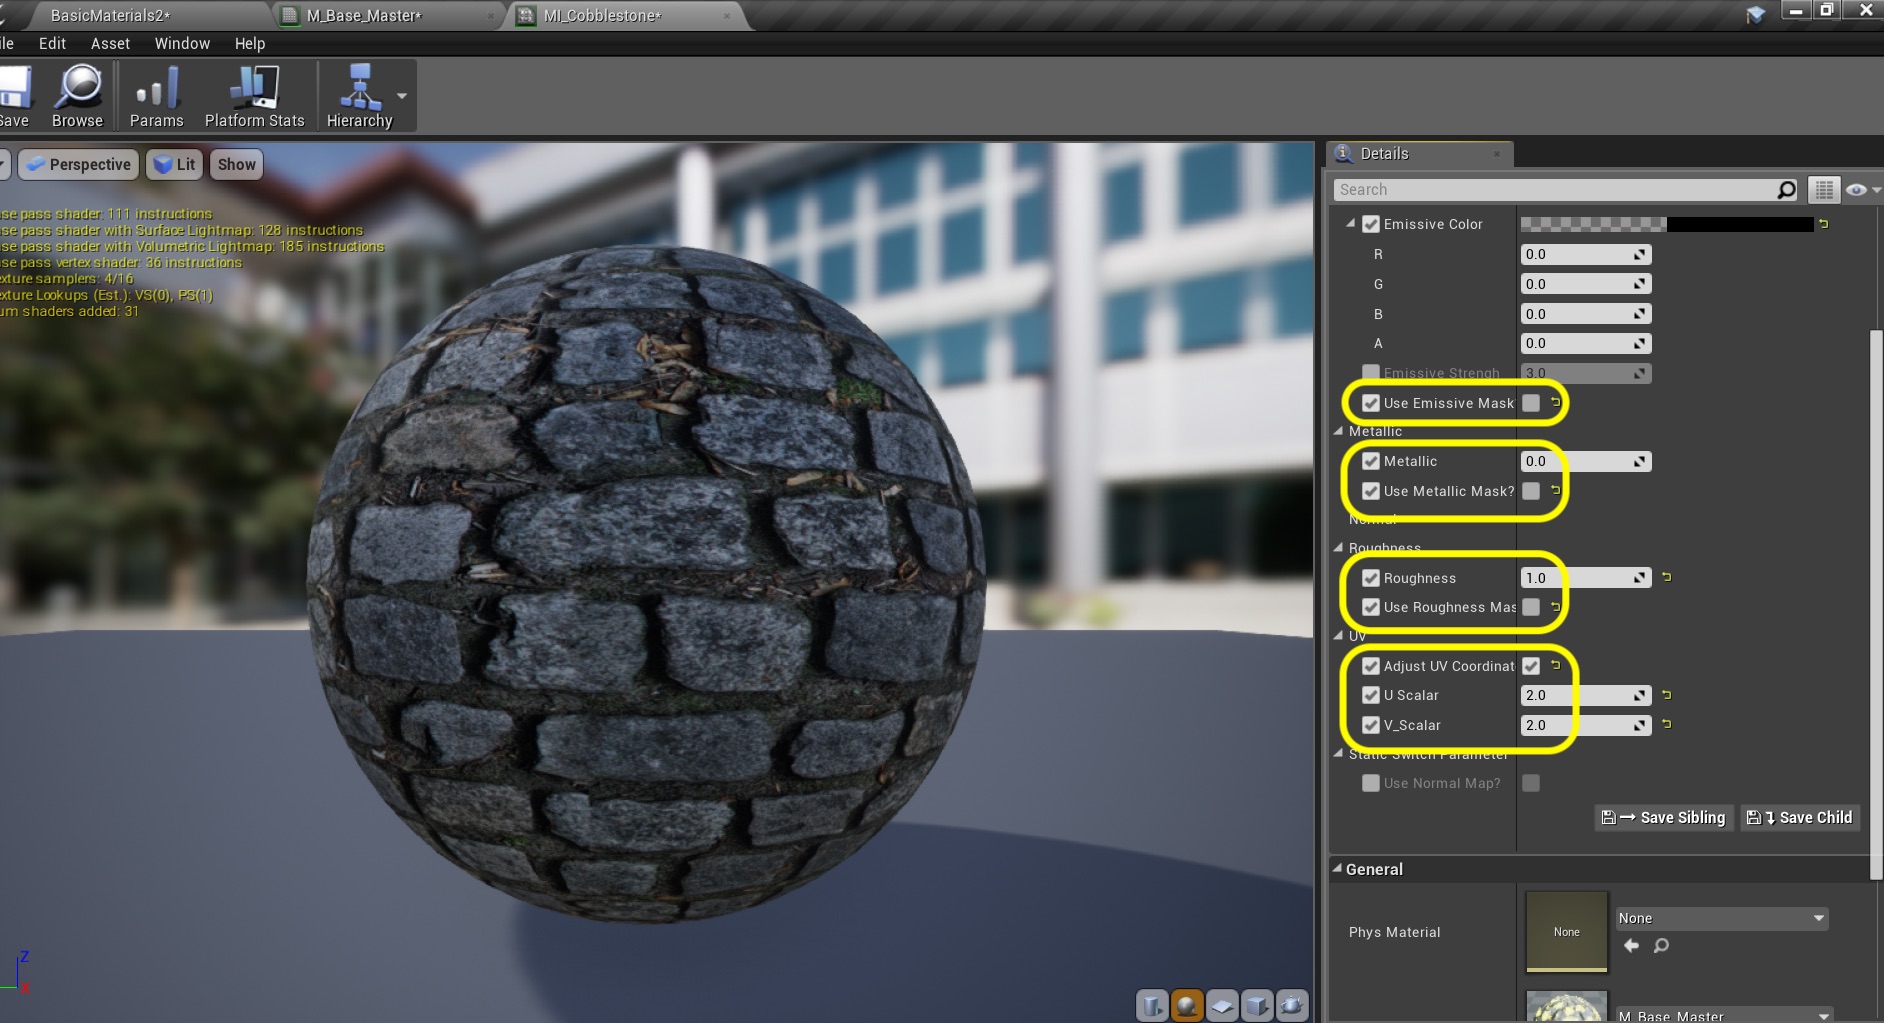 BasicMaterials2*
M_Base_Master*
MI_Cobblestone*
ile Edit Asset Window Help
Save Browse Params Platform Stats Hierarchy
Perspective Lit Show
se pass shader: 111 instructions
se pass shader with Surface Lightmap: 128 instructions
se pass shader with Volumetric Lightmap: 185 instructions
se pass vertex shader: 36 instructions
exture samplers: 4/16
exture Lookups (Est.): VS(0), PS(1)
um shaders added: 31
Z
X
Details
Search
Emissive Color
R 0.0
G 0.0
B 0.0
A 0.0
Emissive Strengh 3.0
Use Emissive Mask
Metallic
Metallic 0.0
Use Metallic Mask?
Normal
Roughness
Roughness 1.0
Use Roughness Mas
UV
Adjust UV Coordinat
U Scalar 2.0
V_Scalar 2.0
Static Switch Parameter
Use Normal Map?
Save Sibling Save Child
General
Phys Material None None
M_Base_Master